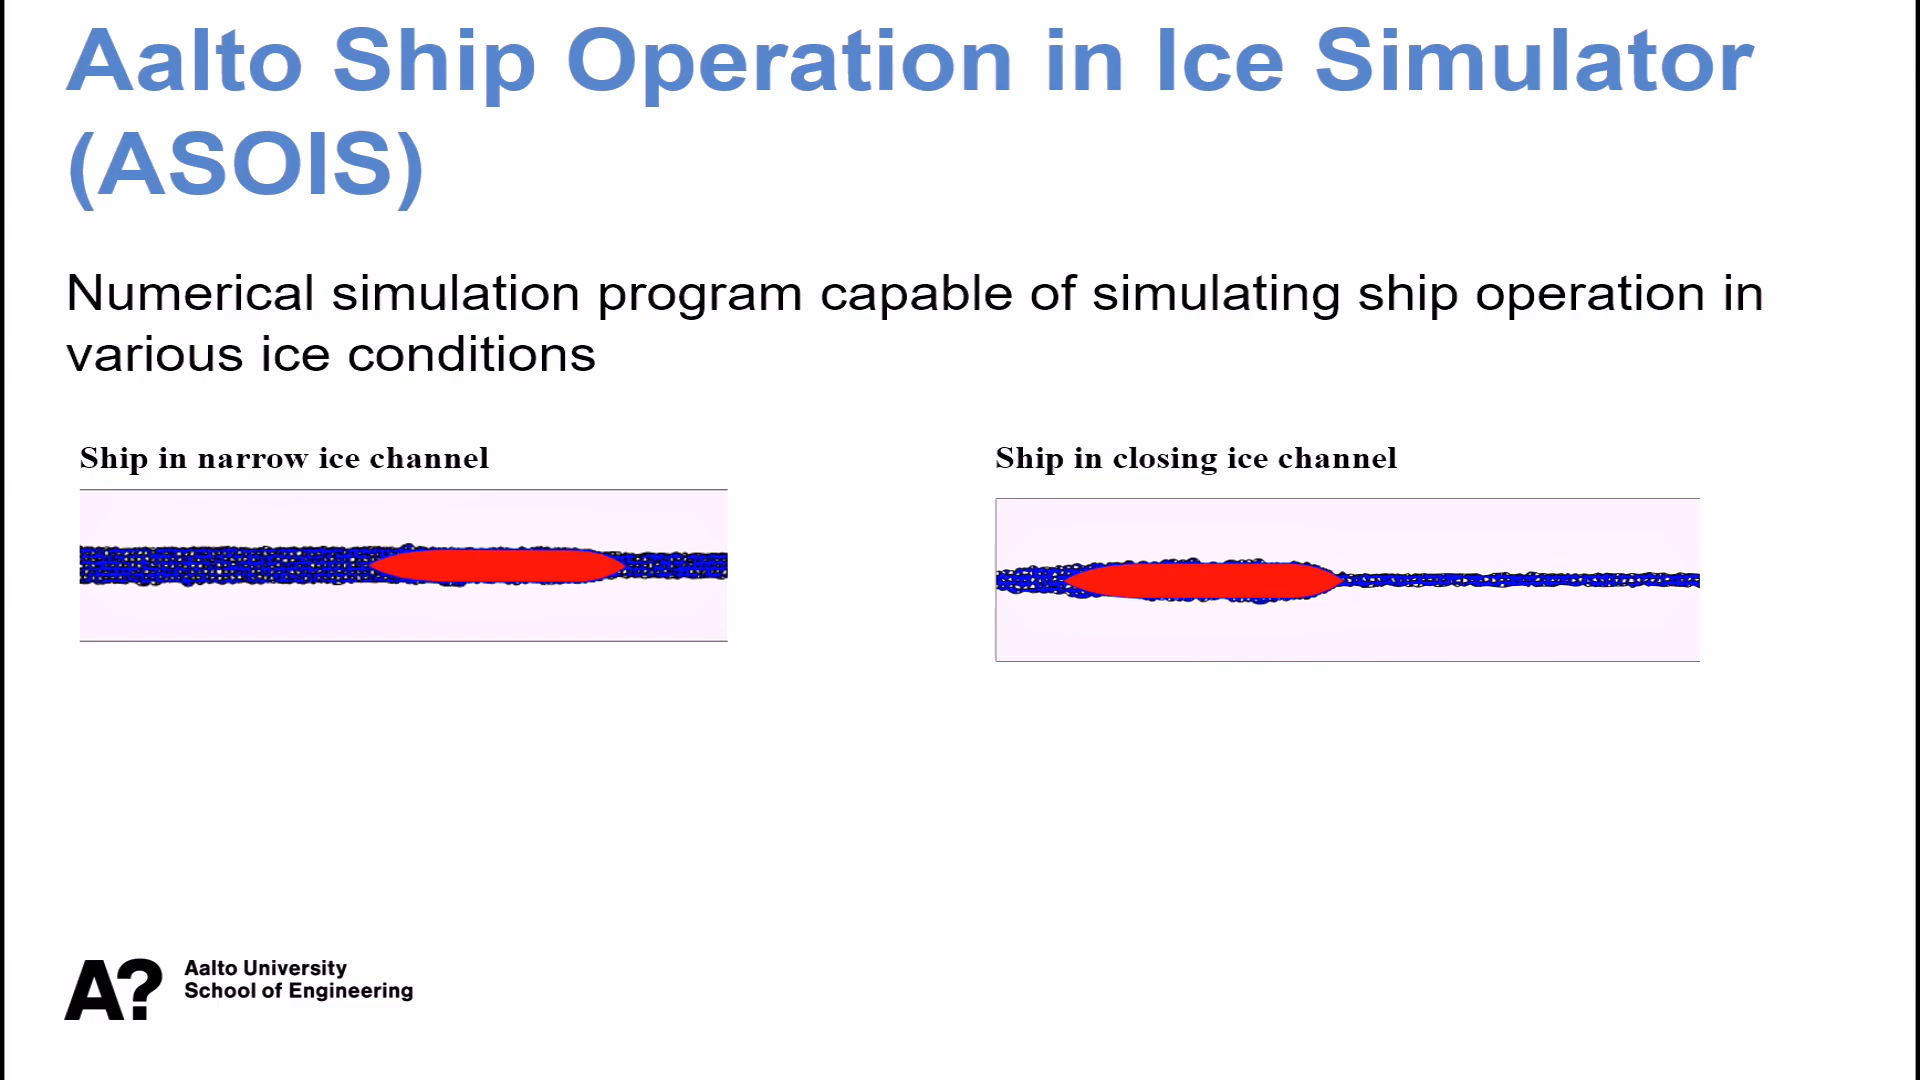 Aalto Ship Operation in Ice Simulator
(ASOIS)
Numerical simulation program capable of simulating ship operation in
various ice conditions
Ship in narrow ice channel
Ship in closing ice channel
A?
Aalto University
School of Engineering